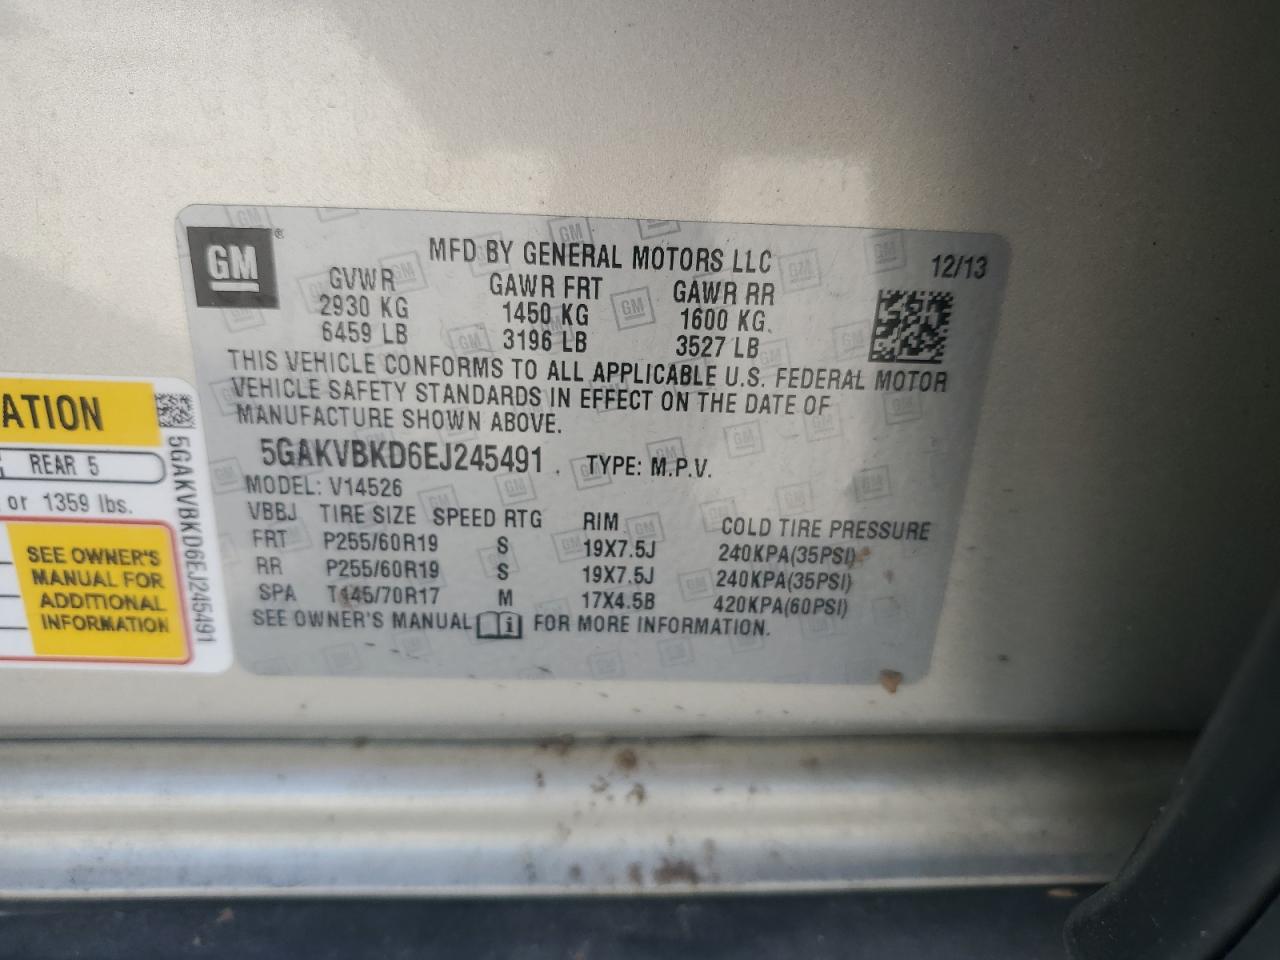 GM
MFD BY GENERAL MOTORS LLC 12/13
GVWR GAWR FRT GAWR RR
2930 KG 1450 KG 1600 KG
6459 LB 3196 LB 3527 LB
THIS VEHICLE CONFORMS TO ALL APPLICABLE U.S. FEDERAL MOTOR
VEHICLE SAFETY STANDARDS IN EFFECT ON THE DATE OF
MANUFACTURE SHOWN ABOVE.
5GAKVBKD6EJ245491 TYPE: M.P.V.
MODEL: V14526
VBBJ TIRE SIZE SPEED RTG RIM COLD TIRE PRESSURE
FRT P255/60R19 S 19X7.5J 240KPA(35PSI)
RR P255/60R19 S 19X7.5J 240KPA(35PSI)
SPA T145/70R17 M 17X4.5B 420KPA(60PSI)
SEE OWNER'S MANUAL i FOR MORE INFORMATION.
ATION
REAR 5
or 1359 lbs.
SEE OWNER'S
MANUAL FOR
ADDITIONAL
INFORMATION
5GAKVBKD6EJ245491